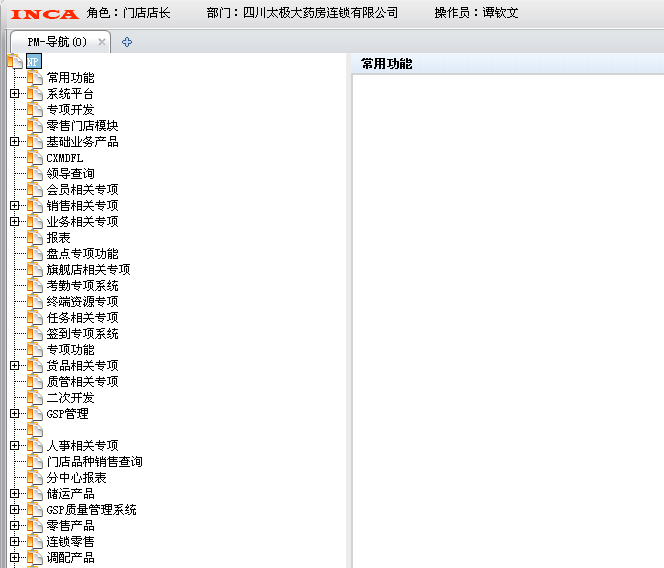 INCA 角色：门店店长 部门：四川太极大药房连锁有限公司 操作员：谭钦文
PM-导航(0)
NP
常用功能
系统平台
专项开发
零售门店模块
基础业务产品
CXMDFL
领导查询
会员相关专项
销售相关专项
业务相关专项
报表
盘点专项功能
旗舰店相关专项
考勤专项系统
终端资源专项
任务相关专项
签到专项系统
专项功能
货品相关专项
质管相关专项
二次开发
GSP管理
人事相关专项
门店品种销售查询
分中心报表
储运产品
GSP质量管理系统
零售产品
连锁零售
调配产品
常用功能